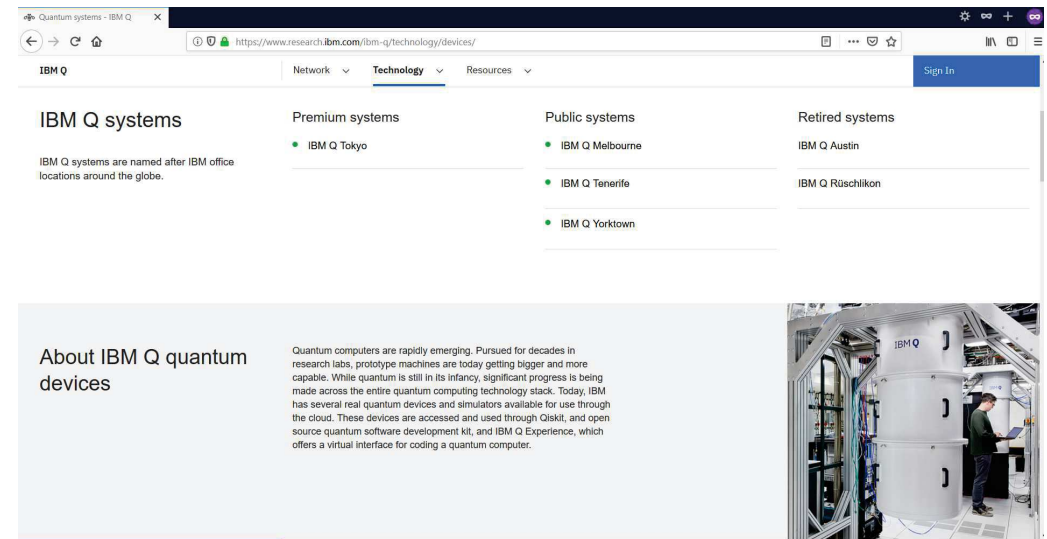 Quantum systems - IBM Q
https://www.research.ibm.com/ibm-q/technology/devices/
IBM Q
Network
Technology
Resources
Sign In
IBM Q systems
IBM Q systems are named after IBM office
locations around the globe.
Premium systems
IBM Q Tokyo
Public systems
IBM Q Melbourne
IBM Q Tenerife
IBM Q Yorktown
Retired systems
IBM Q Austin
IBM Q Rüschlikon
About IBM Q quantum
devices
Quantum computers are rapidly emerging. Pursued for decades in
research labs, prototype machines are today getting bigger and more
capable. While quantum is still in its infancy, significant progress is being
made across the entire quantum computing technology stack. Today, IBM
has several real quantum devices and simulators available for use through
the cloud. These devices are accessed and used through Qiskit, and open
source quantum software development kit, and IBM Q Experience, which
offers a virtual interface for coding a quantum computer.
IBM Q